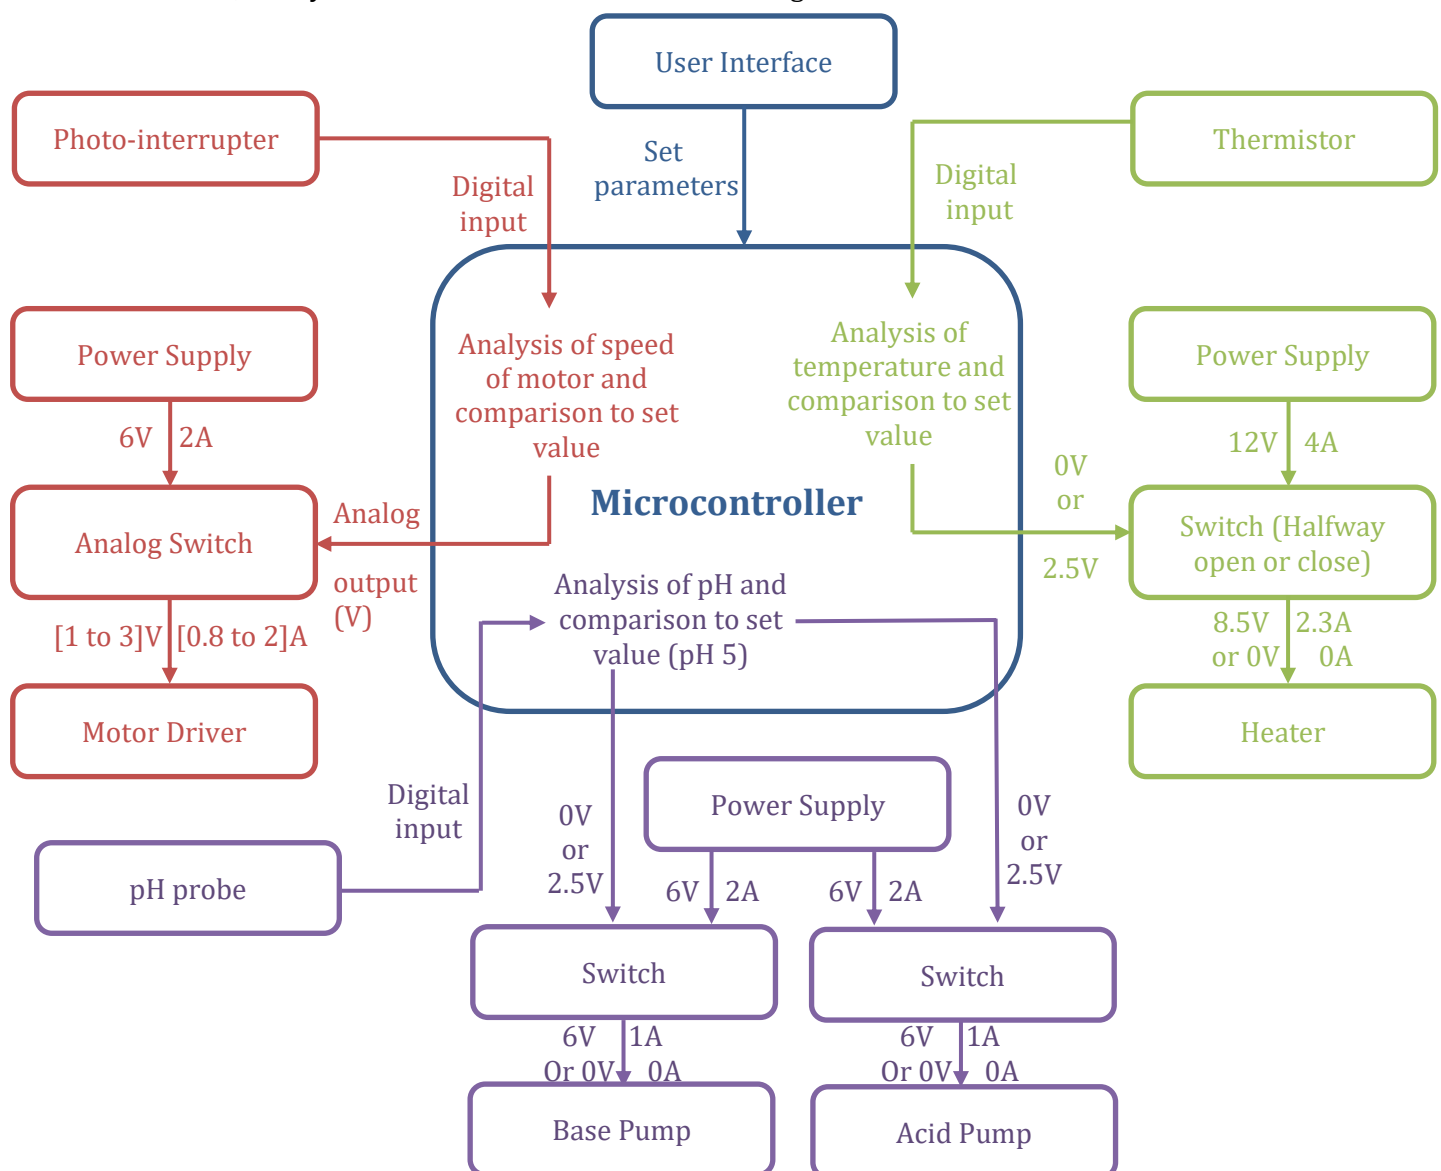 User Interface
Photo-interrupter
Thermistor
Set
parameters
Digital
input
Digital
input
Power Supply
Analysis of speed
of motor and
comparison to set
value
Analysis of
temperature and
comparison to set
value
Power Supply
6V 2A
12V 4A
0V
or
2.5V
Microcontroller
Analog Switch
Analog
output
(V)
Switch (Halfway
open or close)
Analysis of pH and
comparison to set
value (pH 5)
[1 to 3]V [0.8 to 2]A
8.5V 2.3A
or 0V 0A
Motor Driver
Heater
Digital
input
Power Supply
0V
or
2.5V
0V
or
2.5V
pH probe
6V 2A
6V 2A
Switch
Switch
6V 1A
Or 0V 0A
6V 1A
Or 0V 0A
Base Pump
Acid Pump